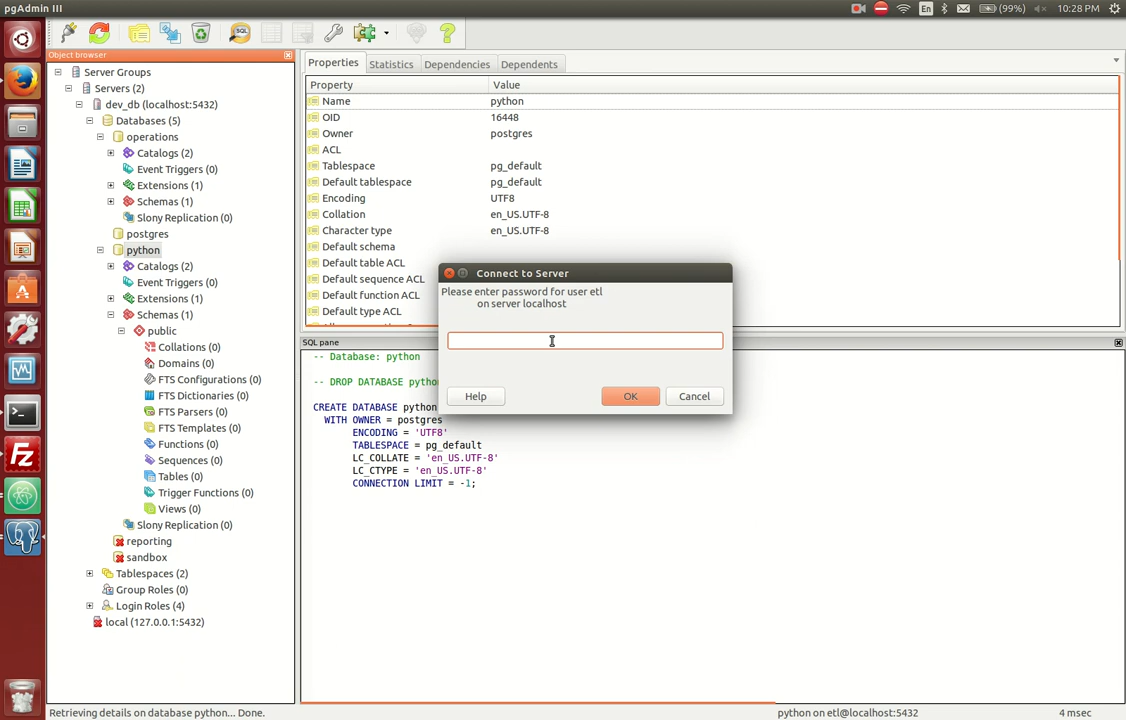 pgAdmin III
En
(99%)
10:28 PM
SQL
Object browser
Server Groups
Servers (2)
dev_db (localhost:5432)
Databases (5)
operations
Catalogs (2)
Event Triggers (0)
Extensions (1)
Schemas (1)
Slony Replication (0)
postgres
python
Catalogs (2)
Event Triggers (0)
Extensions (1)
Schemas (1)
public
Collations (0)
Domains (0)
FTS Configurations (0)
FTS Dictionaries (0)
FTS Parsers (0)
FTS Templates (0)
Functions (0)
Sequences (0)
Tables (0)
Trigger Functions (0)
Views (0)
Slony Replication (0)
reporting
sandbox
Tablespaces (2)
Group Roles (0)
Login Roles (4)
local (127.0.0.1:5432)
Properties Statistics Dependencies Dependents
Property Value
Name python
OID 16448
Owner postgres
ACL
Tablespace pg_default
Default tablespace pg_default
Encoding UTF8
Collation en_US.UTF-8
Character type en_US.UTF-8
Default schema
Default table ACL
Default sequence ACL
Default function ACL
Default type ACL
Connect to Server
Please enter password for user etl
on server localhost
Help OK Cancel
SQL pane
-- Database: python
-- DROP DATABASE python
CREATE DATABASE python
WITH OWNER = postgres
ENCODING = 'UTF8'
TABLESPACE = pg_default
LC_COLLATE = 'en_US.UTF-8'
LC_CTYPE = 'en_US.UTF-8'
CONNECTION LIMIT = -1;
Retrieving details on database python... Done.
python on etl@localhost:5432
4 msec